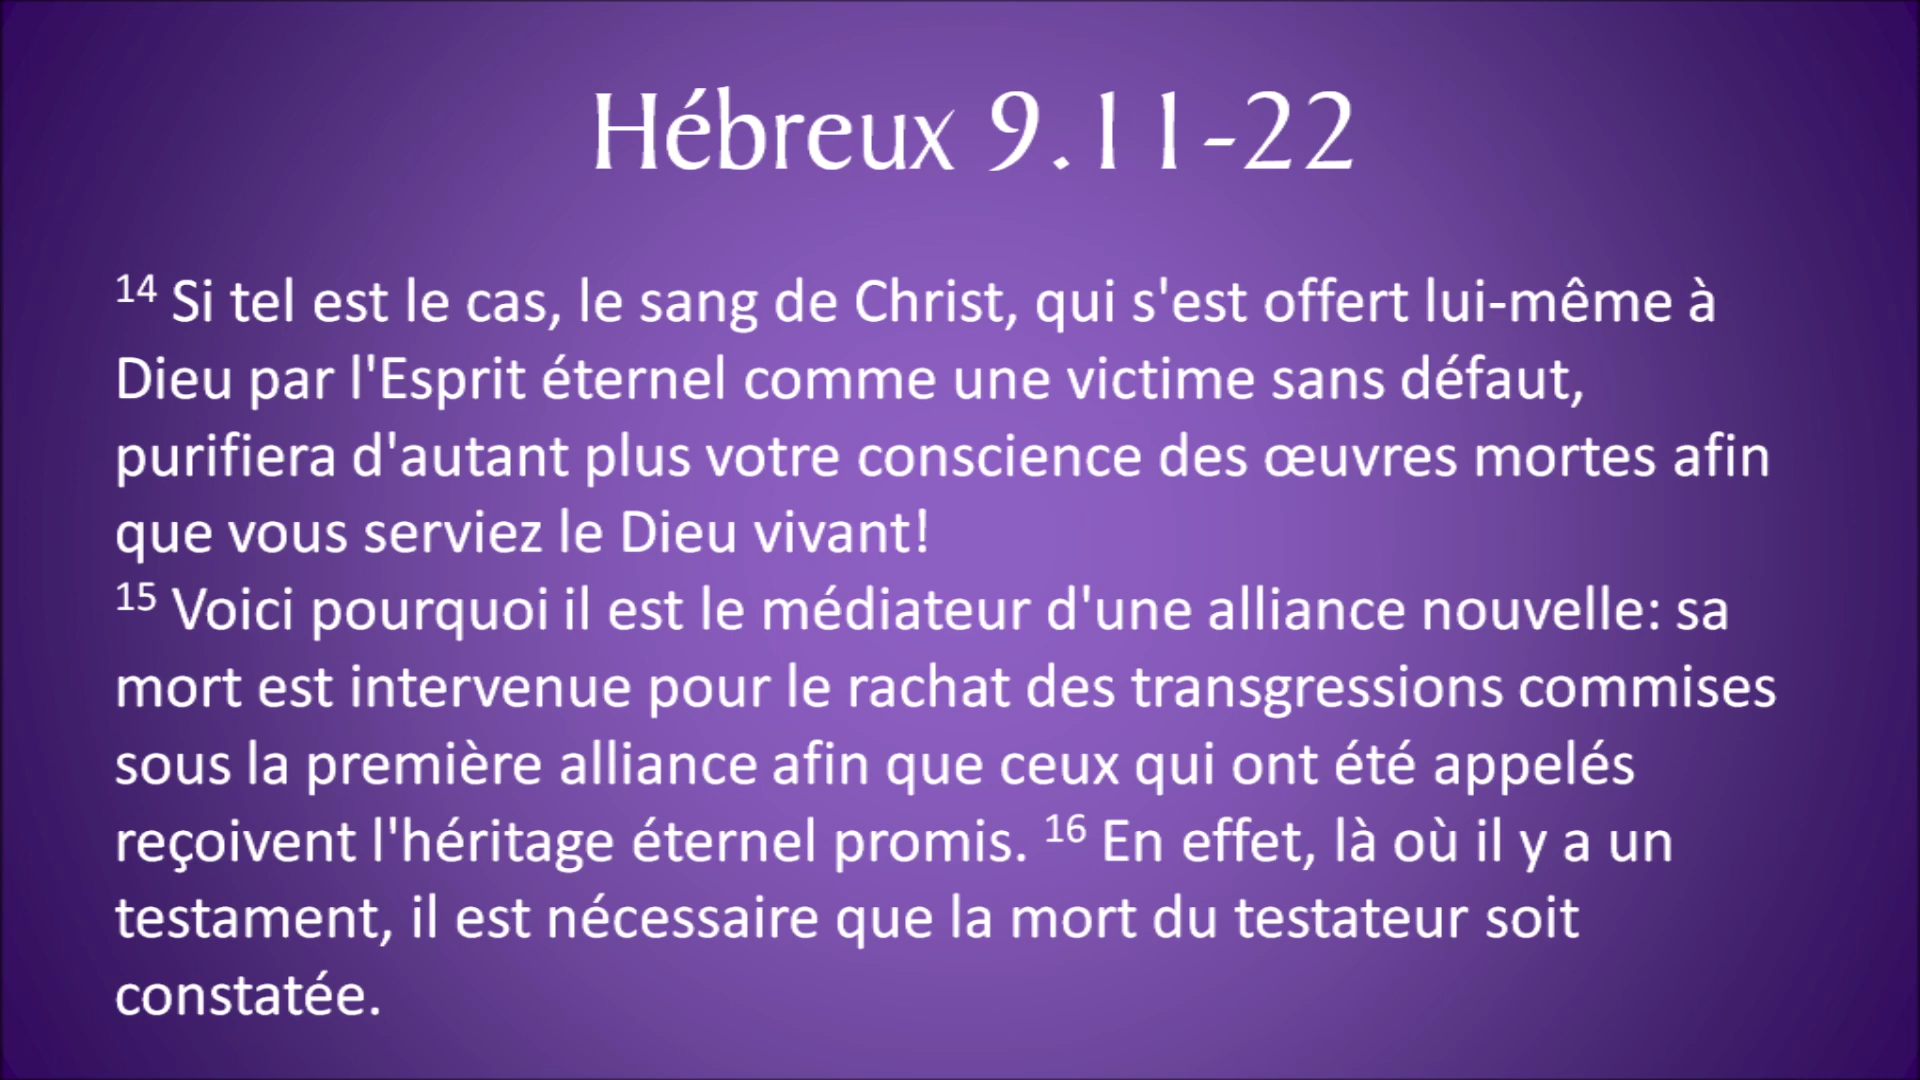 Hébreux 9.11-22
14 Si tel est le cas, le sang de Christ, qui s'est offert lui-même à
Dieu par l'Esprit éternel comme une victime sans défaut,
purifiera d'autant plus votre conscience des œuvres mortes afin
que vous serviez le Dieu vivant!
15 Voici pourquoi il est le médiateur d'une alliance nouvelle: sa
mort est intervenue pour le rachat des transgressions commises
sous la première alliance afin que ceux qui ont été appelés
reçoivent l'héritage éternel promis. 16 En effet, là où il y a un
testament, il est nécessaire que la mort du testateur soit
constatée.